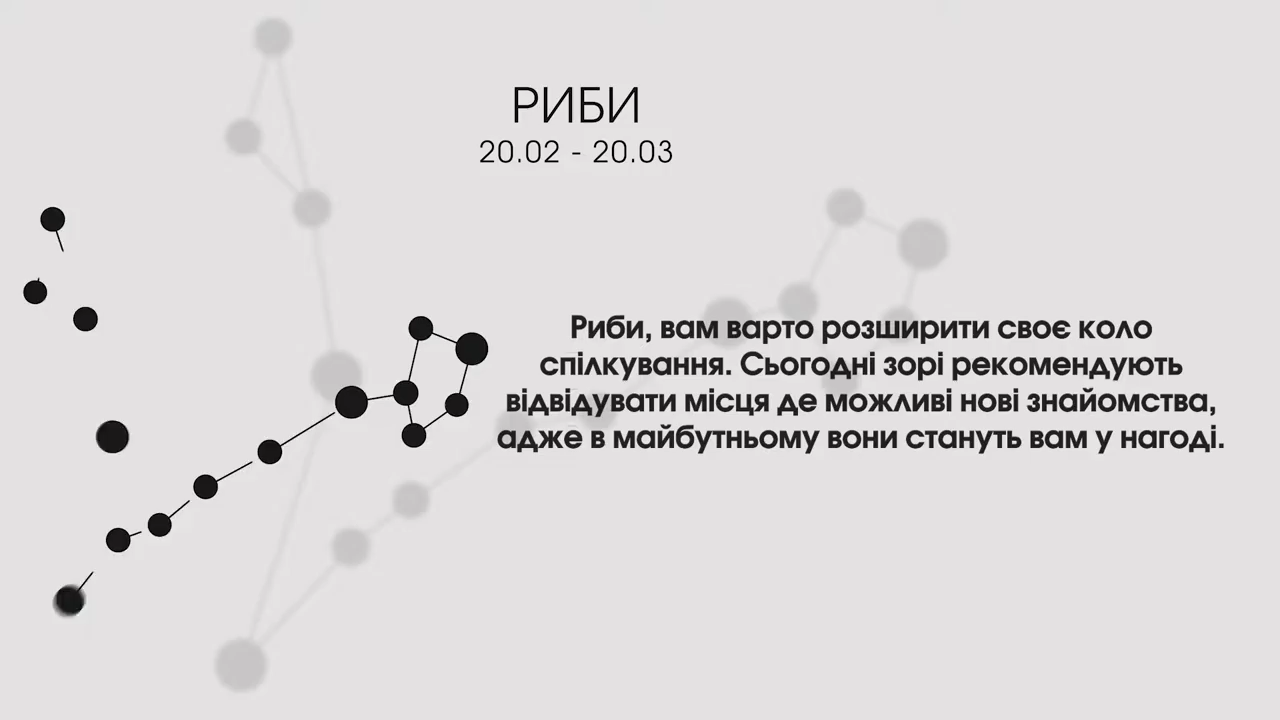 РИБИ
20.02 - 20.03
Риби, вам варто розширити своє коло
спілкування. Сьогодні зорі рекомендують
відвідувати місця де можливі нові знайомства,
адже в майбутньому вони стануть вам у нагоді.